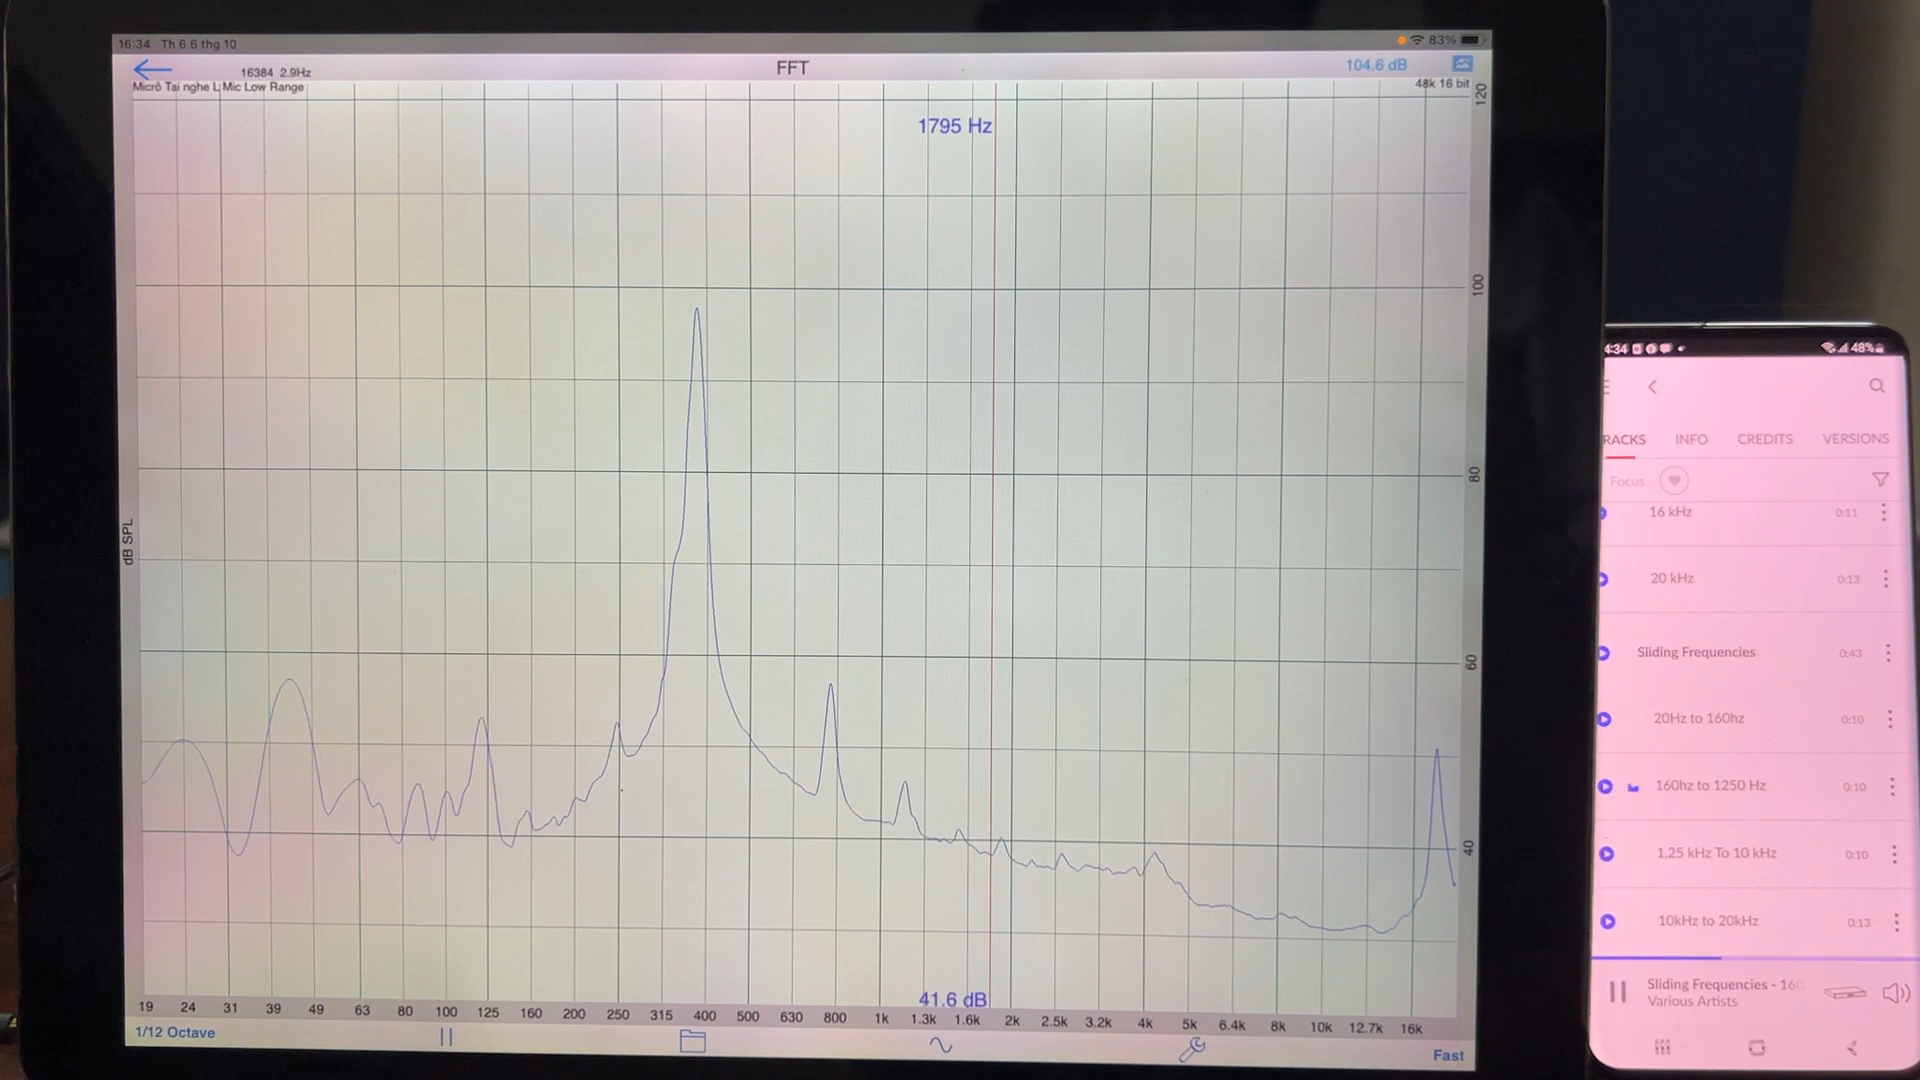 16:34 Th 6 6 thg 10
83%
16384 2.9Hz
FFT
104.6 dB
Micrô Tai nghe L Mic Low Range
48k 16 bit
1795 Hz
120
100
80
60
40
dB SPL
41.6 dB
19 24 31 39 49 63 80 100 125 160 200 250 315 400 500 630 800 1k 1.3k 1.6k 2k 2.5k 3.2k 4k 5k 6.4k 8k 10k 12.7k 16k
1/12 Octave
Fast
4:34 48%
RACKS INFO CREDITS VERSIONS
Focus
16 kHz 0:11
20 kHz 0:13
Sliding Frequencies 0:43
20Hz to 160hz 0:10
160hz to 1250 Hz 0:10
1,25 kHz To 10 kHz 0:10
10kHz to 20kHz 0:13
Sliding Frequencies - 160
Various Artists